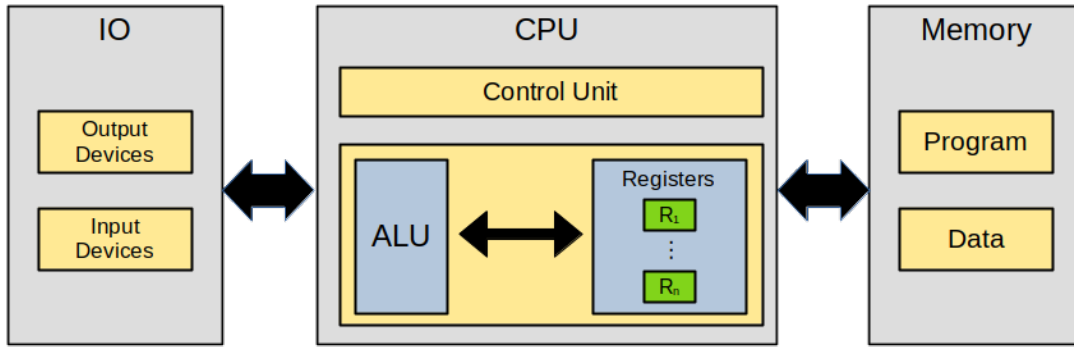 IO
Output
Devices
Input
Devices
CPU
Control Unit
ALU
Registers
R₁
⋮
Rₙ
Memory
Program
Data